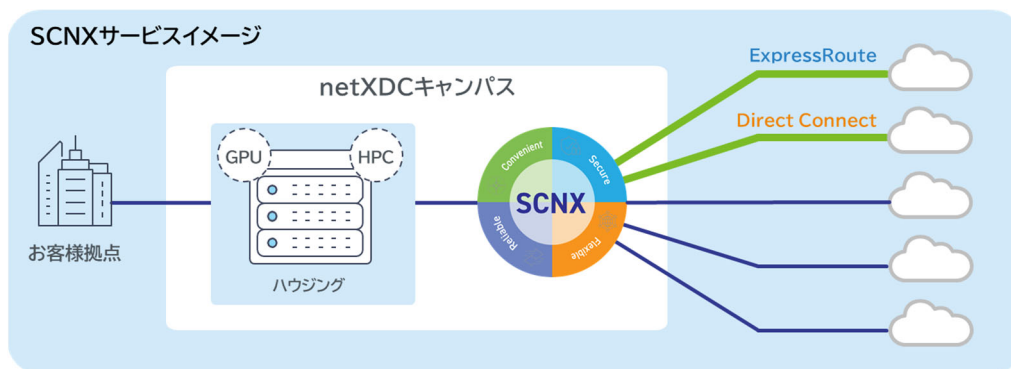 SCNXサービスイメージ
netXDCキャンパス
GPU
HPC
ハウジング
お客様拠点
Convenient
Secure
SCNX
Reliable
Flexible
ExpressRoute
Direct Connect